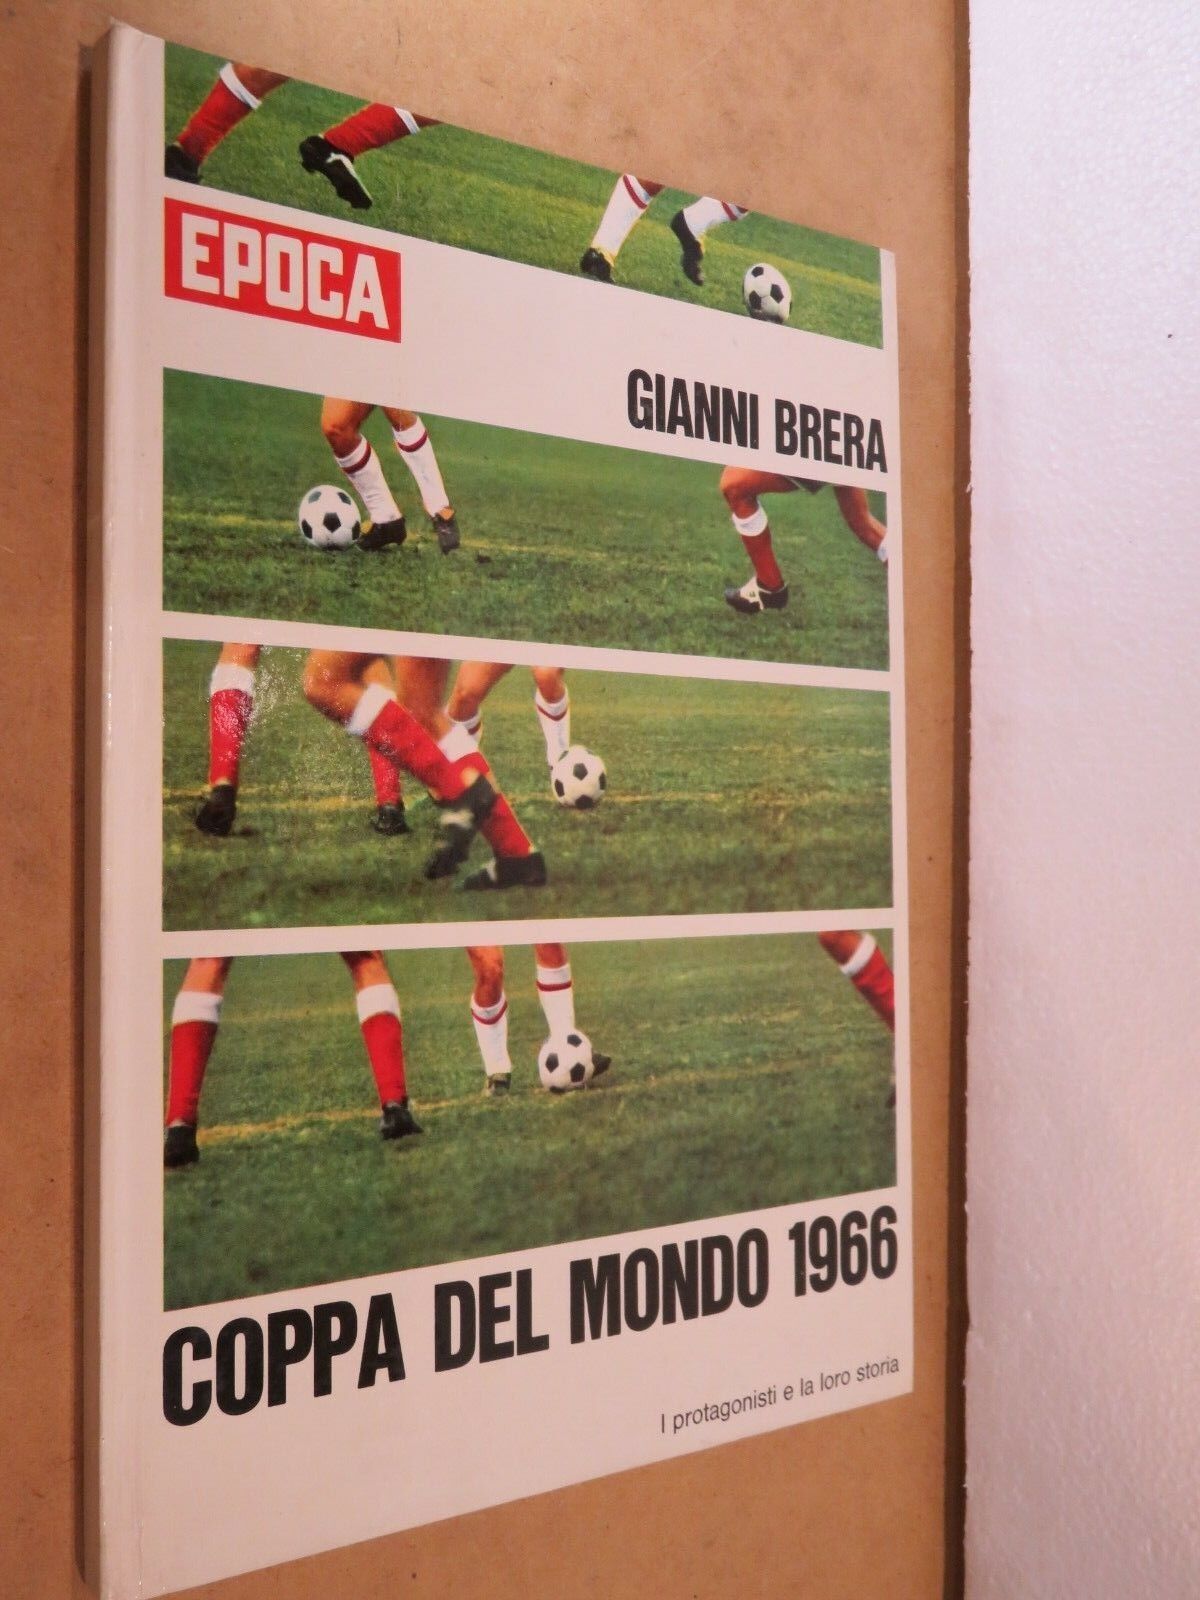 EPOCA
GIANNI BRERA
COPPA DEL MONDO 1966
I protagonisti e la loro storia